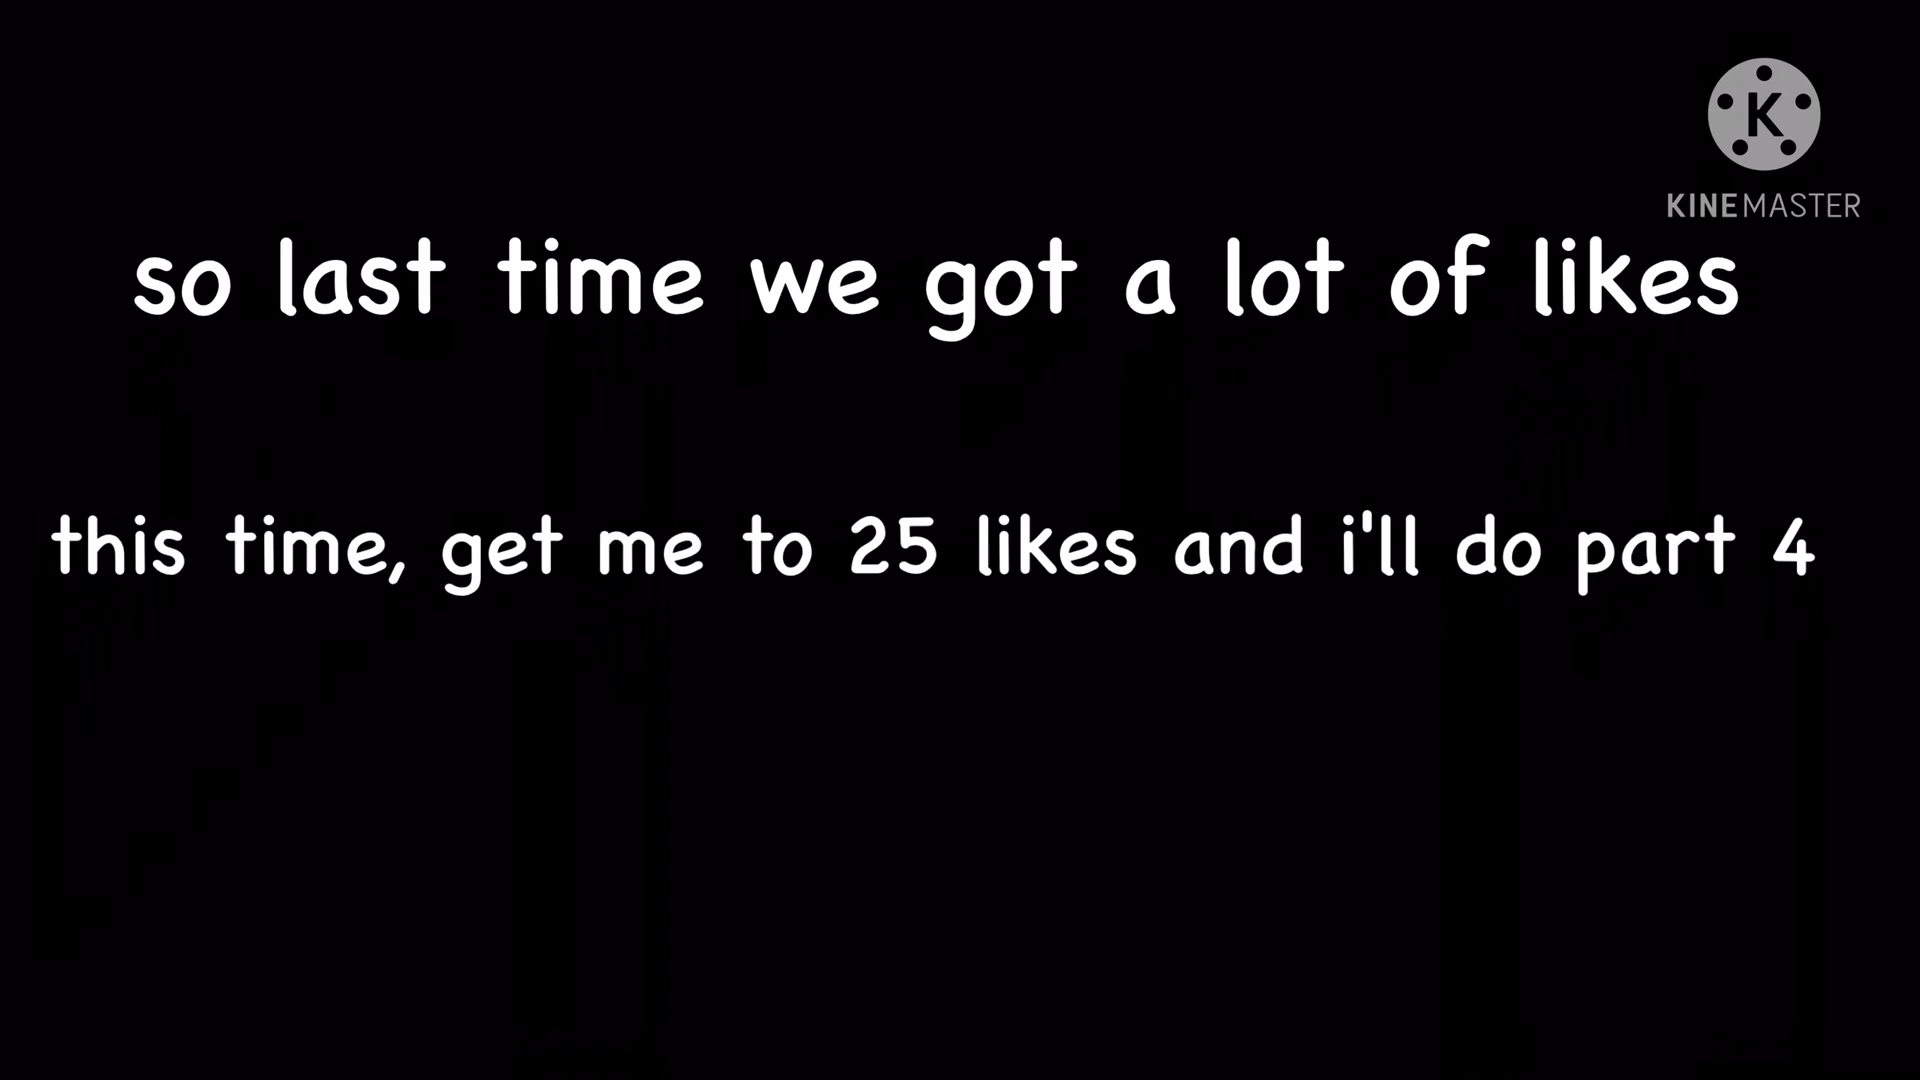 K
KINEMASTER
so last time we got a lot of likes
this time, get me to 25 likes and i'll do part 4